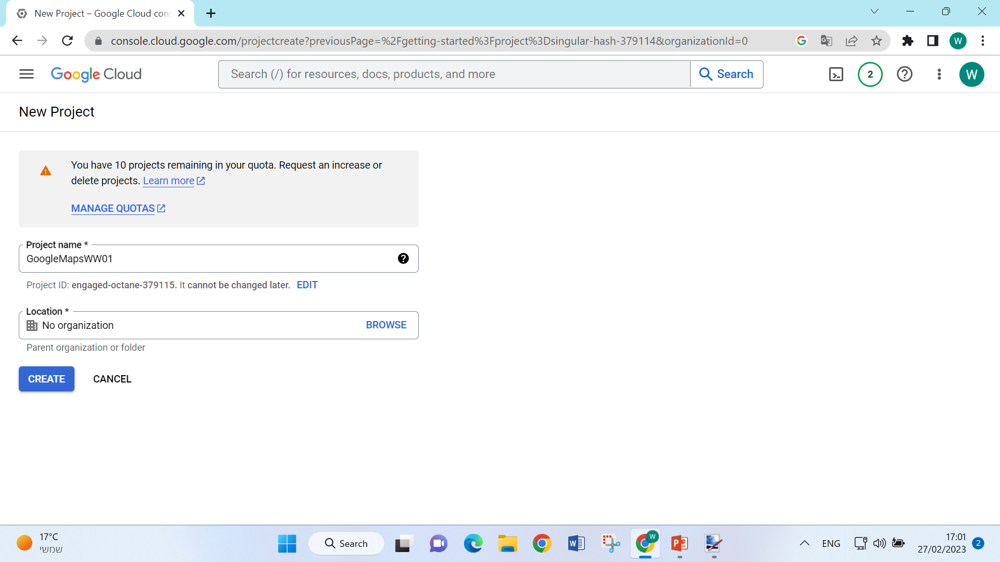 New Project – Google Cloud cons
console.cloud.google.com/projectcreate?previousPage=%2Fgetting-started%3Fproject%3Dsingular-hash-379114&organizationId=0
W
Google Cloud
Search (/) for resources, docs, products, and more
Search
2
W
New Project
You have 10 projects remaining in your quota. Request an increase or
delete projects. Learn more
MANAGE QUOTAS
Project name *
GoogleMapsWW01
Project ID: engaged-octane-379115. It cannot be changed later. EDIT
Location *
No organization
BROWSE
Parent organization or folder
CREATE
CANCEL
17°C
שמשי
Search
W
W
P
ENG
17:01
27/02/2023
2